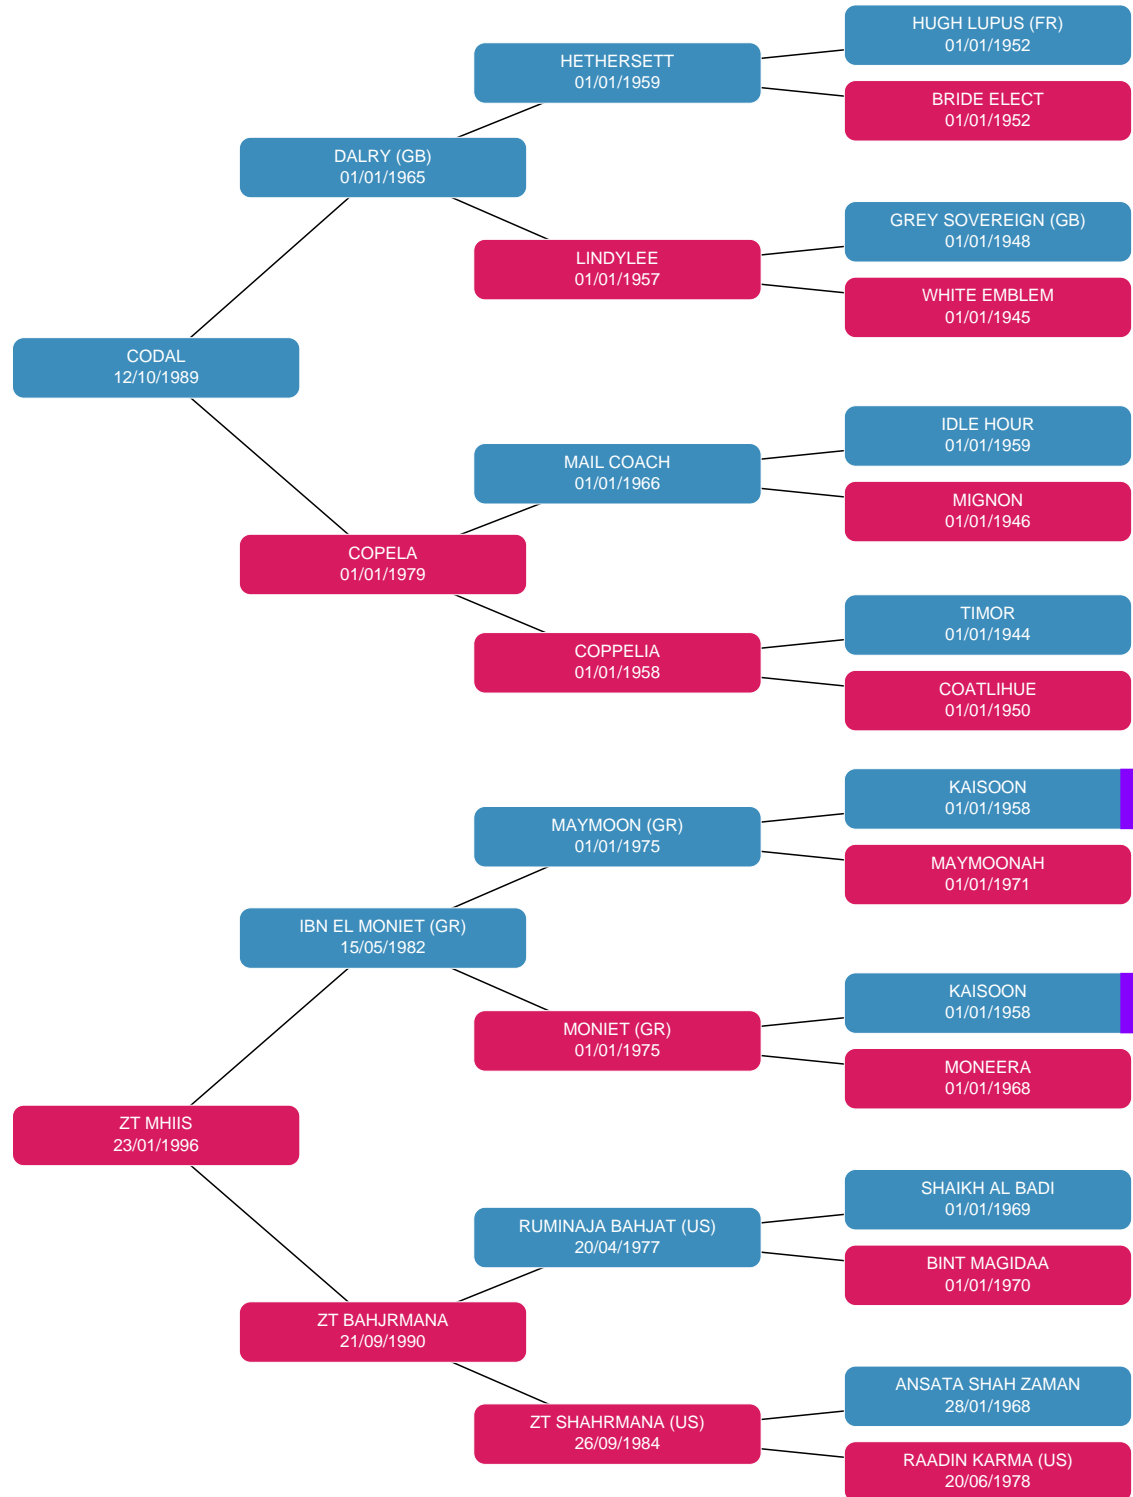 HUGH LUPUS (FR)
01/01/1952
HETHERSETT
01/01/1959
BRIDE ELECT
01/01/1952
DALRY (GB)
01/01/1965
GREY SOVEREIGN (GB)
01/01/1948
LINDYLEE
01/01/1957
WHITE EMBLEM
01/01/1945
CODAL
12/10/1989
IDLE HOUR
01/01/1959
MAIL COACH
01/01/1966
MIGNON
01/01/1946
COPELA
01/01/1979
TIMOR
01/01/1944
COPPELIA
01/01/1958
COATLIHUE
01/01/1950
KAISOON
01/01/1958
MAYMOON (GR)
01/01/1975
MAYMOONAH
01/01/1971
IBN EL MONIET (GR)
15/05/1982
KAISOON
01/01/1958
MONIET (GR)
01/01/1975
MONEERA
01/01/1968
ZT MHIIS
23/01/1996
SHAIKH AL BADI
01/01/1969
RUMINAJA BAHJAT (US)
20/04/1977
BINT MAGIDAA
01/01/1970
ZT BAHJRMANA
21/09/1990
ANSATA SHAH ZAMAN
28/01/1968
ZT SHAHRMANA (US)
26/09/1984
RAADIN KARMA (US)
20/06/1978